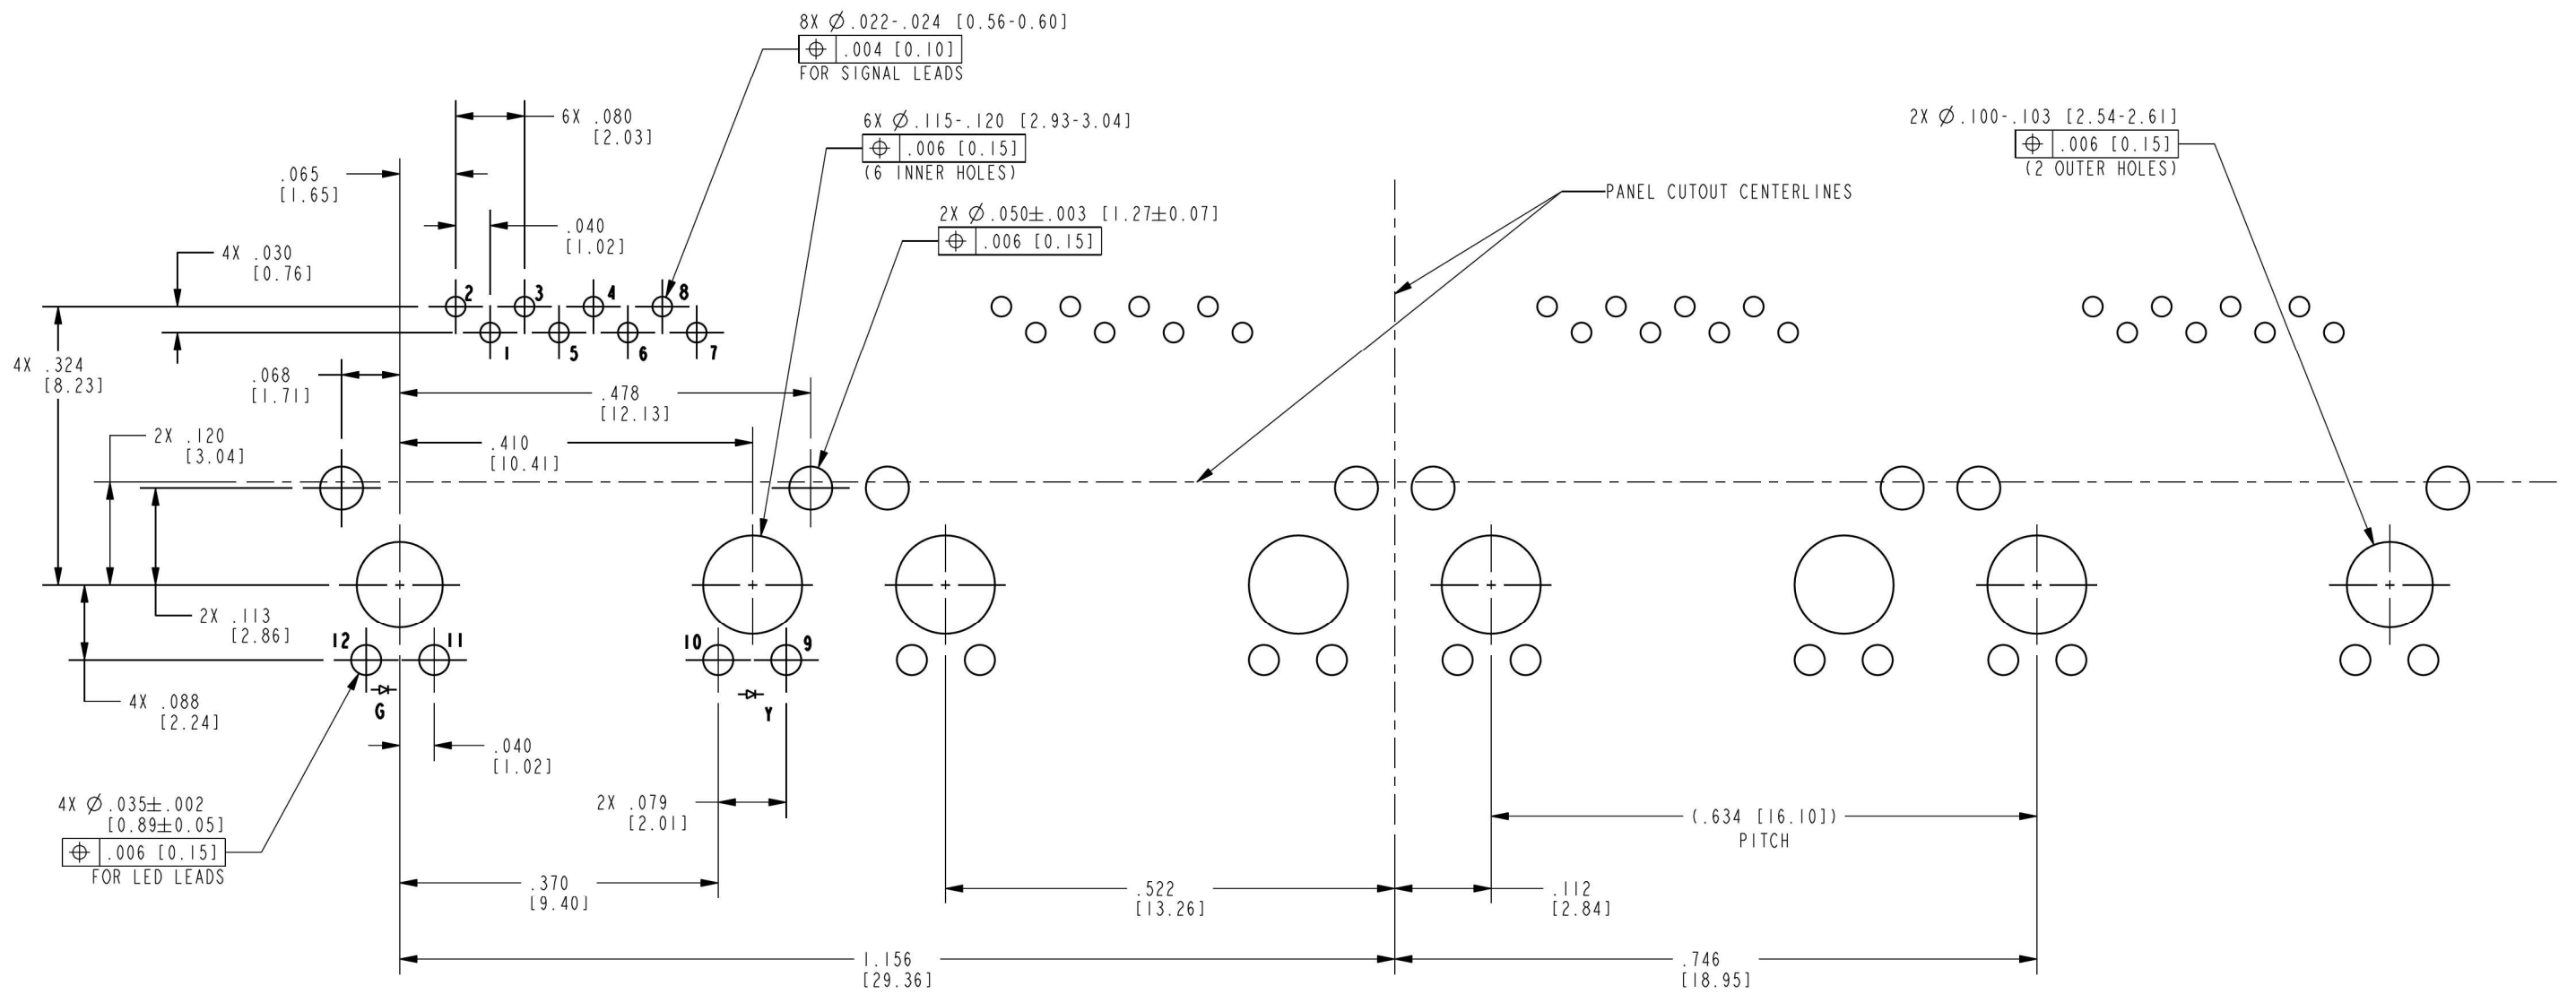 8X Ø.022-.024 [0.56-0.60]
⌖ .004 [0.10]
FOR SIGNAL LEADS
6X .080
[2.03]
6X Ø.115-.120 [2.93-3.04]
⌖ .006 [0.15]
(6 INNER HOLES)
2X Ø.100-.103 [2.54-2.61]
⌖ .006 [0.15]
(2 OUTER HOLES)
.065
[1.65]
PANEL CUTOUT CENTERLINES
2X Ø.050±.003 [1.27±0.07]
⌖ .006 [0.15]
.040
[1.02]
4X .030
[0.76]
2 3 4 8
1 5 6 7
4X .324
[8.23]
.068
[1.71]
.478
[12.13]
2X .120
[3.04]
.410
[10.41]
2X .113
[2.86]
12 11 10 9
4X .088
[2.24]
G Y
.040
[1.02]
4X Ø.035±.002
[0.89±0.05]
⌖ .006 [0.15]
FOR LED LEADS
2X .079
[2.01]
(.634 [16.10])
PITCH
.370
[9.40]
.522
[13.26]
.112
[2.84]
1.156
[29.36]
.746
[18.95]